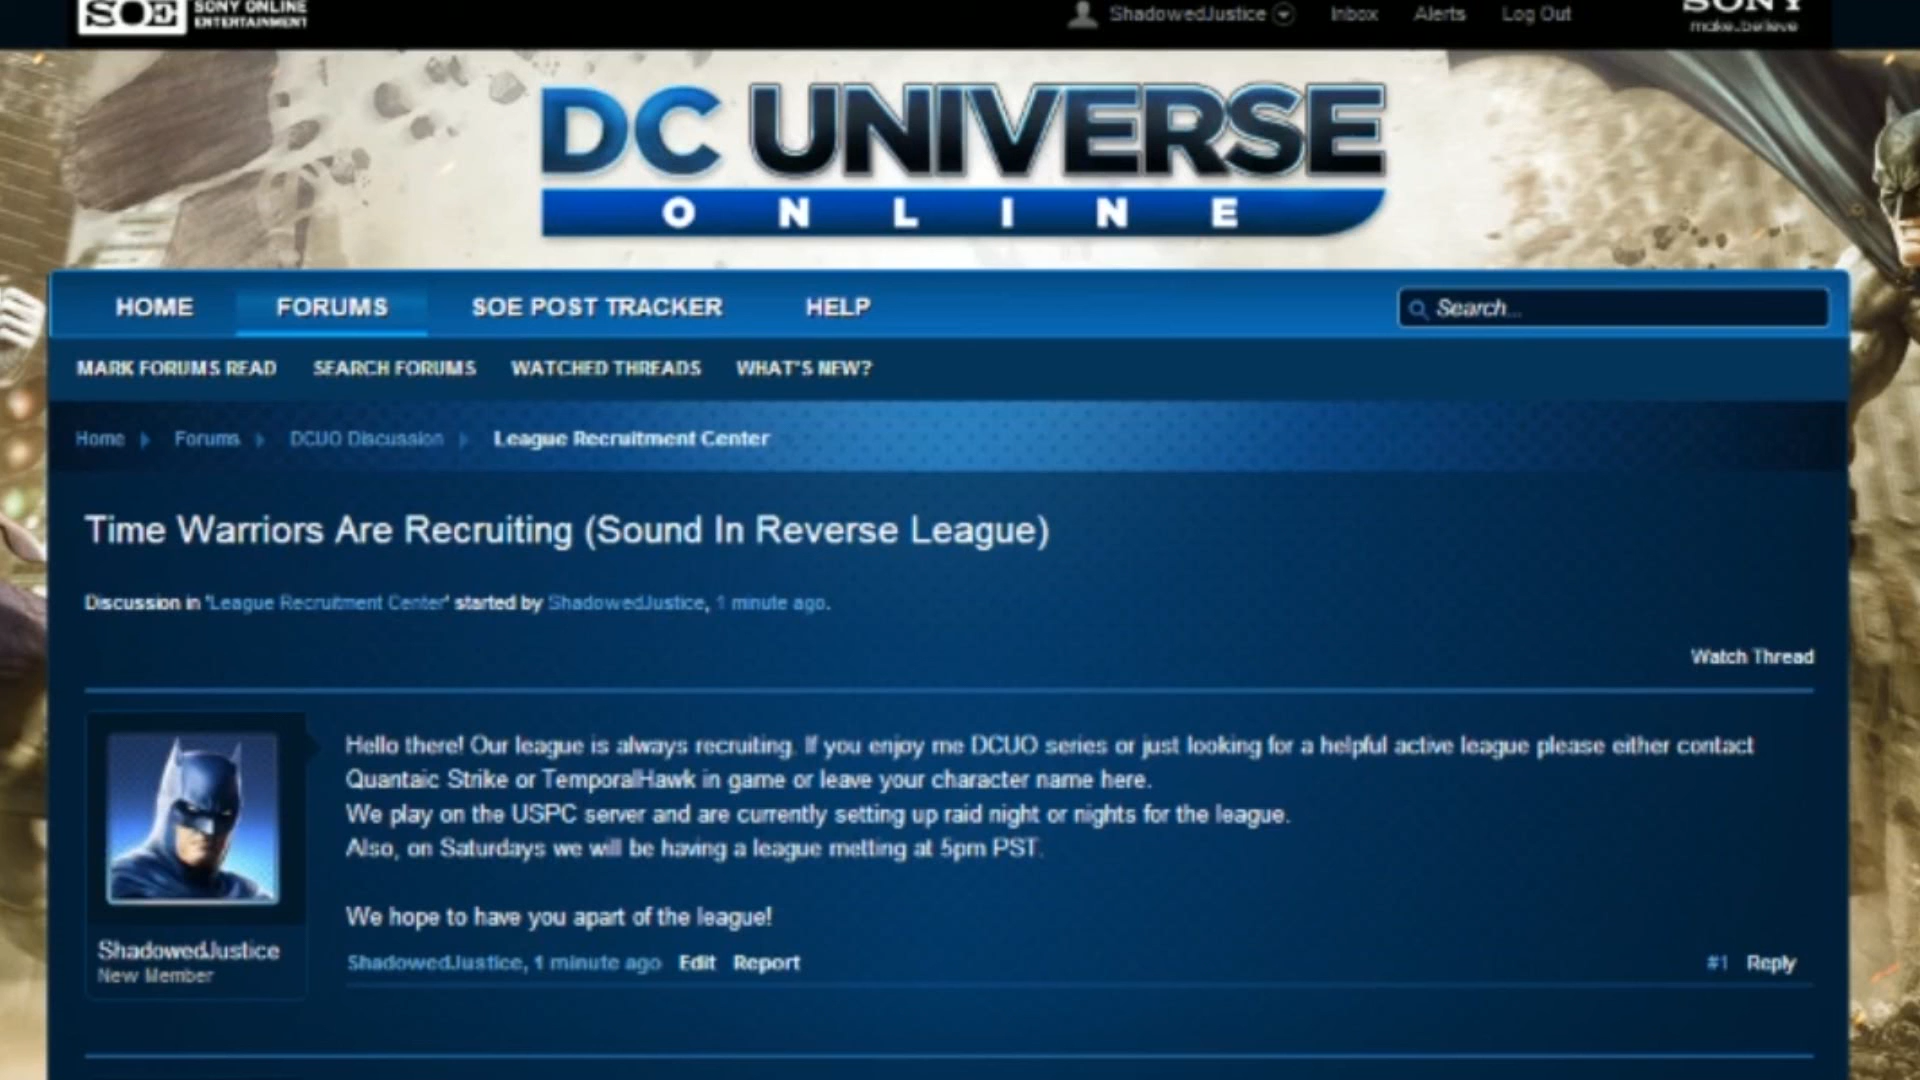 SOE SONY ONLINE
ENTERTAINMENT
ShadowedJustice Inbox Alerts Log Out
SONY
make.believe
DC UNIVERSE
ONLINE
HOME FORUMS SOE POST TRACKER HELP Search...
MARK FORUMS READ SEARCH FORUMS WATCHED THREADS WHAT'S NEW?
Home Forums DCUO Discussion League Recruitment Center
Time Warriors Are Recruiting (Sound In Reverse League)
Discussion in 'League Recruitment Center' started by ShadowedJustice, 1 minute ago.
Watch Thread
Hello there! Our league is always recruiting. If you enjoy me DCUO series or just looking for a helpful active league please either contact
Quantaic Strike or TemporalHawk in game or leave your character name here.
We play on the USPC server and are currently setting up raid night or nights for the league.
Also, on Saturdays we will be having a league metting at 5pm PST.
We hope to have you apart of the league!
ShadowedJustice
New Member
ShadowedJustice, 1 minute ago Edit Report #1 Reply